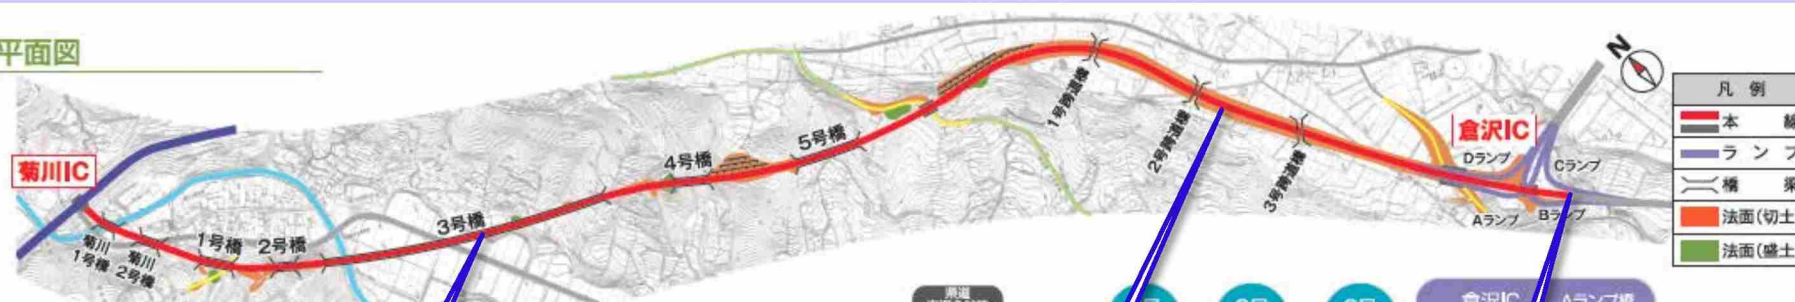 平面図
N
凡 例
本 線
ランプ
橋 梁
法面(切土
法面(盛土
菊川IC
菊川
1号橋
菊川
2号橋
1号橋
2号橋
3号橋
4号橋
5号橋
1号跨道橋
2号跨道橋
3号跨道橋
倉沢IC
Dランプ
Cランプ
Aランプ
Bランプ
県道
倉沢IC
Aランプ橋